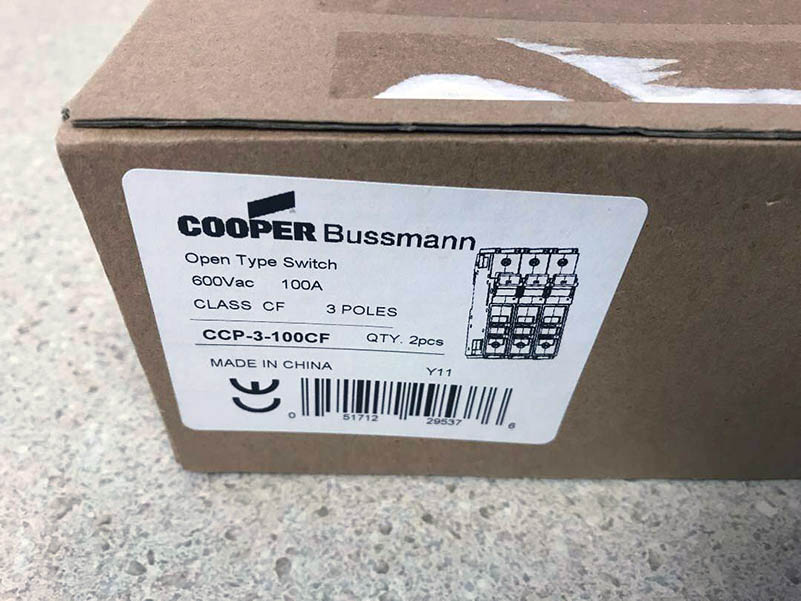 COOPER Bussmann
Open Type Switch
600Vac 100A
CLASS CF 3 POLES
CCP-3-100CF QTY. 2pcs
MADE IN CHINA Y11
CE
0 51712 29537 6